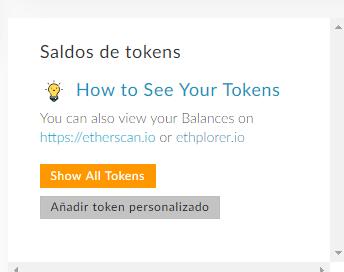 Saldos de tokens
How to See Your Tokens
You can also view your Balances on
https://etherscan.io or ethplorer.io
Show All Tokens
Añadir token personalizado